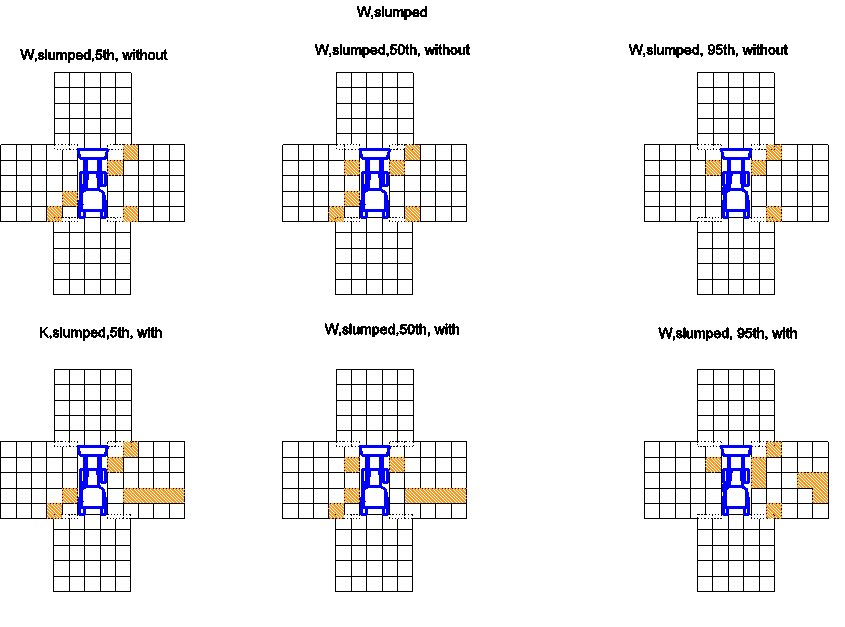 W,slumped
W,slumped,5th, without
W,slumped,50th, without
W,slumped, 95th, without
K,slumped,5th, with
W,slumped,50th, with
W,slumped, 95th, with